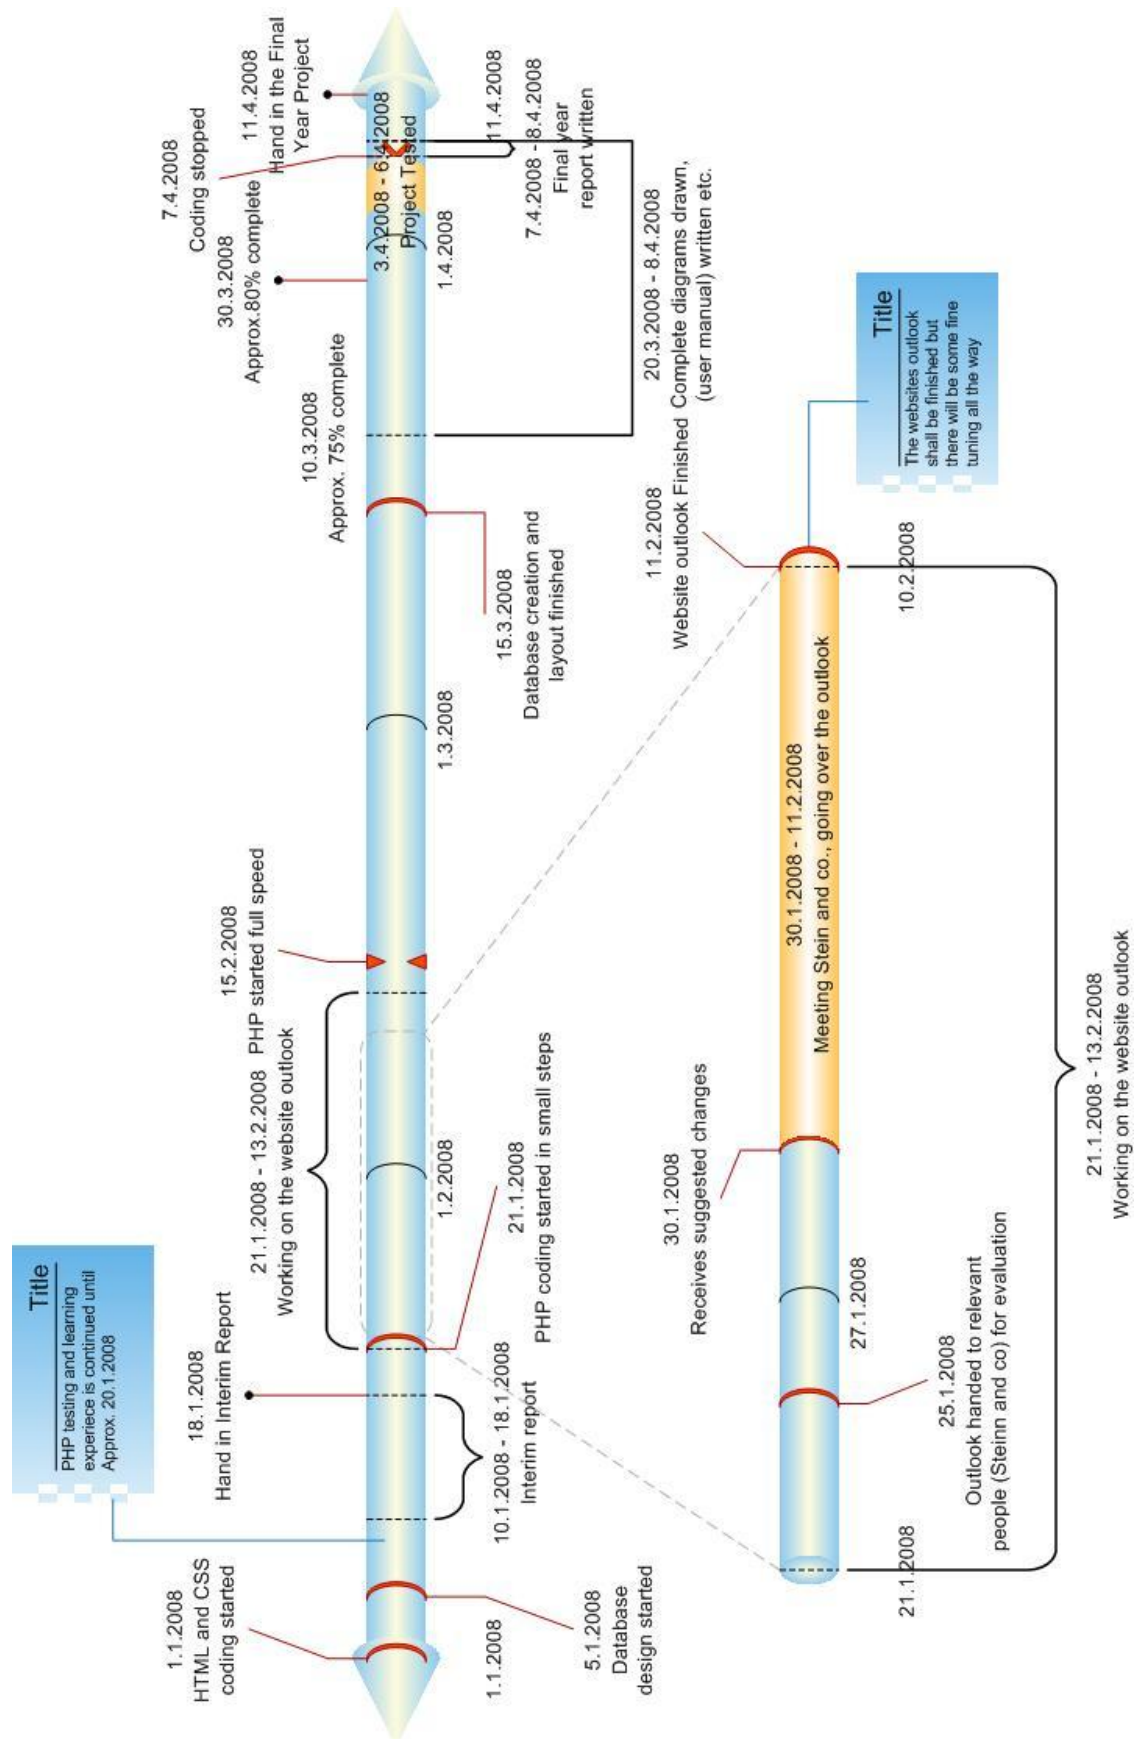 Title
PHP testing and learning
experiece is continued until
Approx. 20.1.2008
1.1.2008
HTML and CSS
coding started
18.1.2008
Hand in Interim Report
21.1.2008 - 13.2.2008
Working on the website outlook
15.2.2008
PHP started full speed
10.3.2008
Approx. 75% complete
30.3.2008
Approx.80% complete
7.4.2008
Coding stopped
11.4.2008
Hand in the Final
Year Project
3.4.2008 - 6.4.2008
Project Tested
1.1.2008
1.2.2008
1.3.2008
1.4.2008
11.4.2008
5.1.2008
Database
design started
10.1.2008 - 18.1.2008
Interim report
21.1.2008
PHP coding started in small steps
15.3.2008
Database creation and
layout finished
7.4.2008 - 8.4.2008
Final year
report written
20.3.2008 - 8.4.2008
Complete diagrams drawn,
(user manual) written etc.
30.1.2008
Receives suggested changes
11.2.2008
Website outlook Finished
30.1.2008 - 11.2.2008
Meeting Stein and co., going over the outlook
21.1.2008
27.1.2008
10.2.2008
Title
The websites outlook
shall be finished but
there will be some fine
tuning all the way
25.1.2008
Outlook handed to relevant
people (Steinn and co) for evaluation
21.1.2008 - 13.2.2008
Working on the website outlook